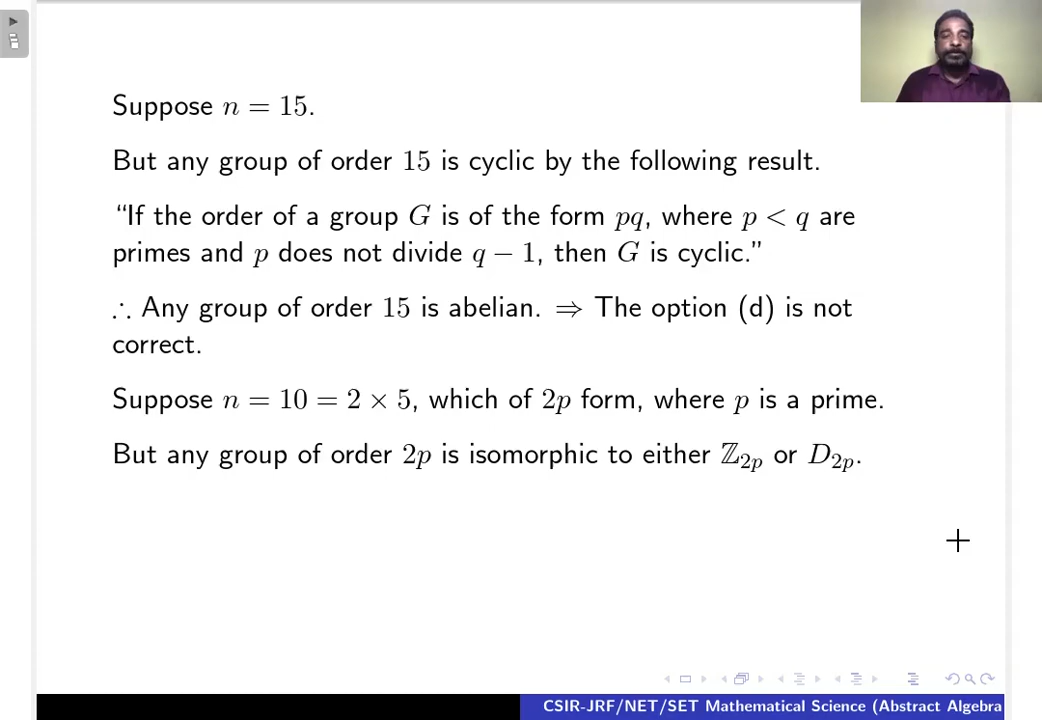 Suppose n = 15.
But any group of order 15 is cyclic by the following result.
“If the order of a group G is of the form pq, where p < q are
primes and p does not divide q − 1, then G is cyclic.”
∴ Any group of order 15 is abelian. ⇒ The option (d) is not
correct.
Suppose n = 10 = 2 × 5, which of 2p form, where p is a prime.
But any group of order 2p is isomorphic to either ℤ₂ₚ or D₂ₚ.
CSIR-JRF/NET/SET Mathematical Science (Abstract Algebra